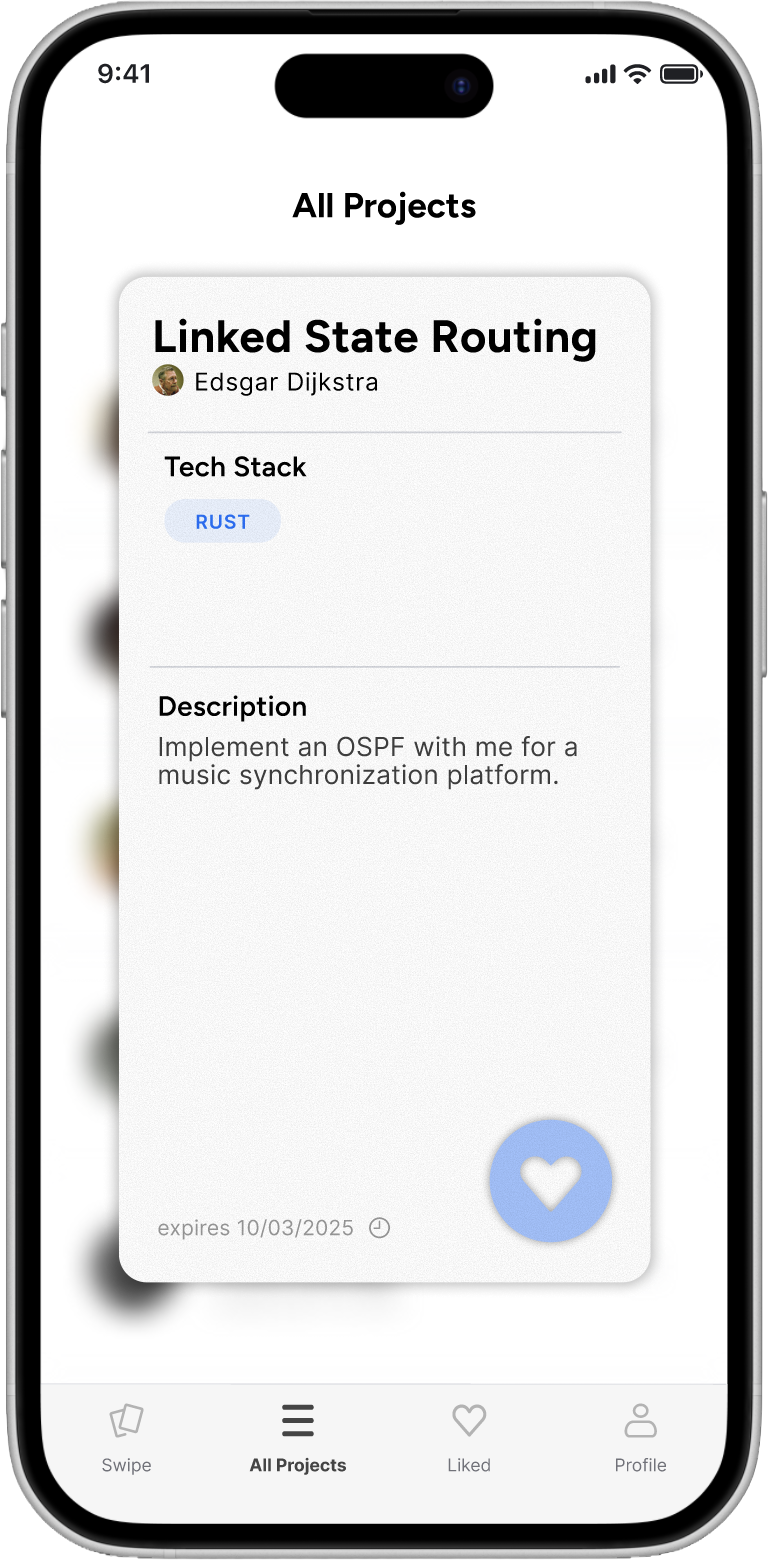 9:41
All Projects
Linked State Routing
Edsgar Dijkstra
Tech Stack
RUST
Description
Implement an OSPF with me for a
music synchronization platform.
expires 10/03/2025
Swipe
All Projects
Liked
Profile